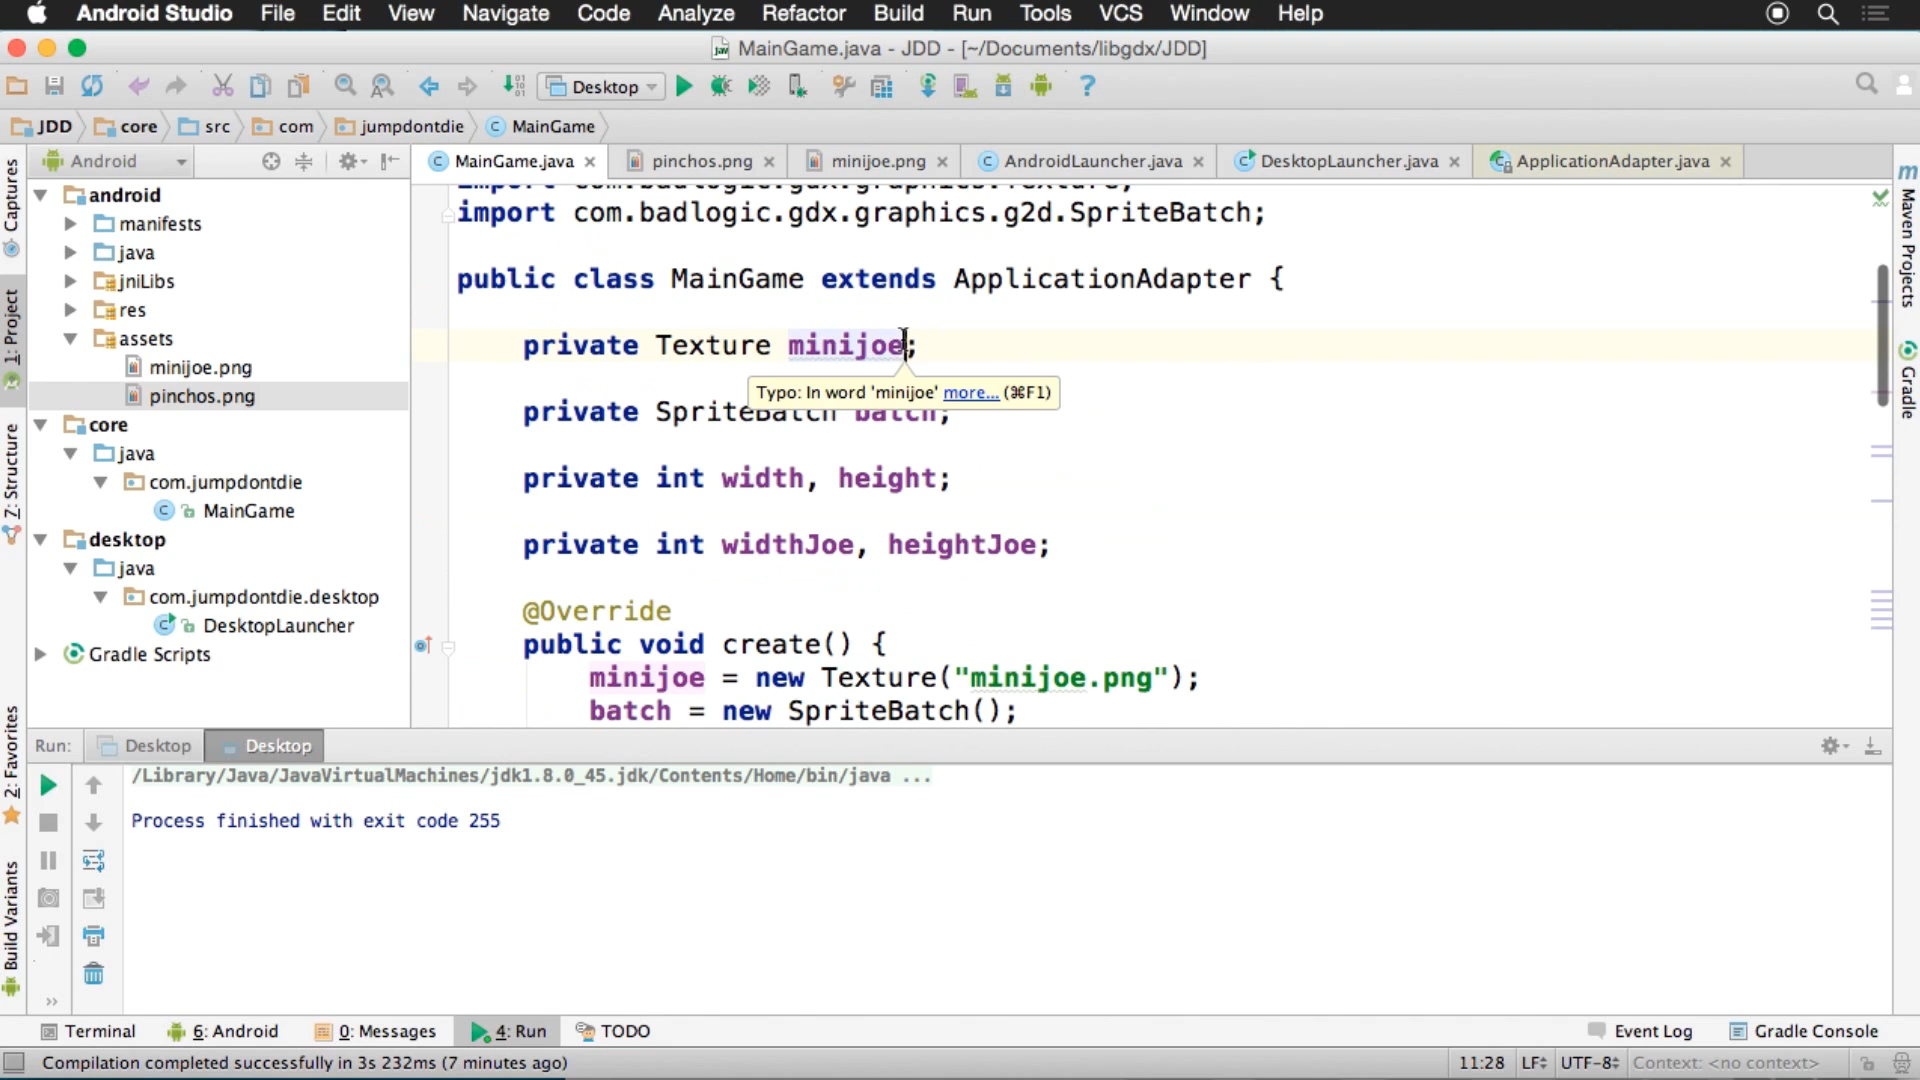 Android Studio File Edit View Navigate Code Analyze Refactor Build Run Tools VCS Window Help
MainGame.java - JDD - [~/Documents/libgdx/JDD]
Desktop
JDD core src com jumpdontdie MainGame
Android
MainGame.java pinchos.png minijoe.png AndroidLauncher.java DesktopLauncher.java ApplicationAdapter.java
Captures
1: Project
7: Structure
2: Favorites
Build Variants
android
manifests
java
jniLibs
res
assets
minijoe.png
pinchos.png
core
java
com.jumpdontdie
MainGame
desktop
java
com.jumpdontdie.desktop
DesktopLauncher
Gradle Scripts
import com.badlogic.gdx.graphics.Texture;
import com.badlogic.gdx.graphics.g2d.SpriteBatch;
public class MainGame extends ApplicationAdapter {
private Texture minijoe;
Typo: In word 'minijoe' more... (⌘F1)
private SpriteBatch batch;
private int width, height;
private int widthJoe, heightJoe;
@Override
public void create() {
minijoe = new Texture("minijoe.png");
batch = new SpriteBatch();
Maven Projects
Gradle
Run: Desktop Desktop
/Library/Java/JavaVirtualMachines/jdk1.8.0_45.jdk/Contents/Home/bin/java ...
Process finished with exit code 255
Terminal 6: Android 0: Messages 4: Run TODO Event Log Gradle Console
Compilation completed successfully in 3s 232ms (7 minutes ago) 11:28 LF UTF-8 Context: <no context>